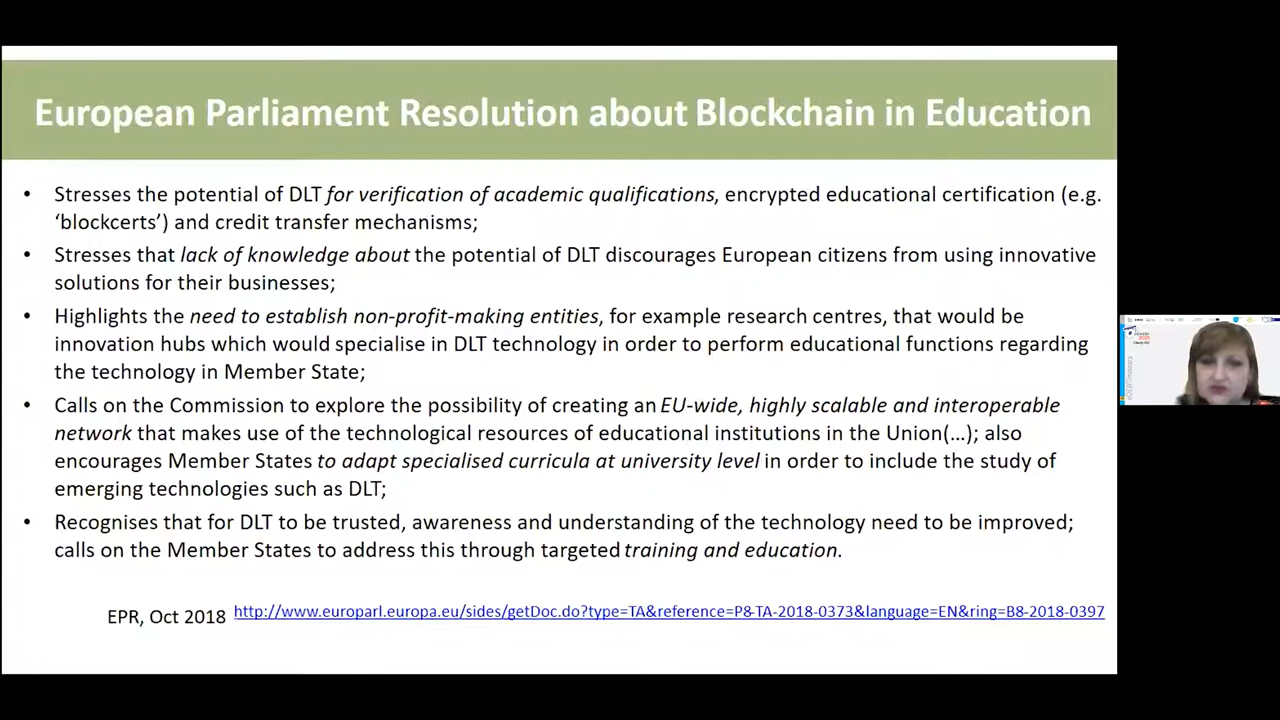 European Parliament Resolution about Blockchain in Education
• Stresses the potential of DLT for verification of academic qualifications, encrypted educational certification (e.g.
‘blockcerts’) and credit transfer mechanisms;
• Stresses that lack of knowledge about the potential of DLT discourages European citizens from using innovative
solutions for their businesses;
• Highlights the need to establish non-profit-making entities, for example research centres, that would be
innovation hubs which would specialise in DLT technology in order to perform educational functions regarding
the technology in Member State;
• Calls on the Commission to explore the possibility of creating an EU-wide, highly scalable and interoperable
network that makes use of the technological resources of educational institutions in the Union(…); also
encourages Member States to adapt specialised curricula at university level in order to include the study of
emerging technologies such as DLT;
• Recognises that for DLT to be trusted, awareness and understanding of the technology need to be improved;
calls on the Member States to address this through targeted training and education.
EPR, Oct 2018 http://www.europarl.europa.eu/sides/getDoc.do?type=TA&reference=P8-TA-2018-0373&language=EN&ring=B8-2018-0397
2021